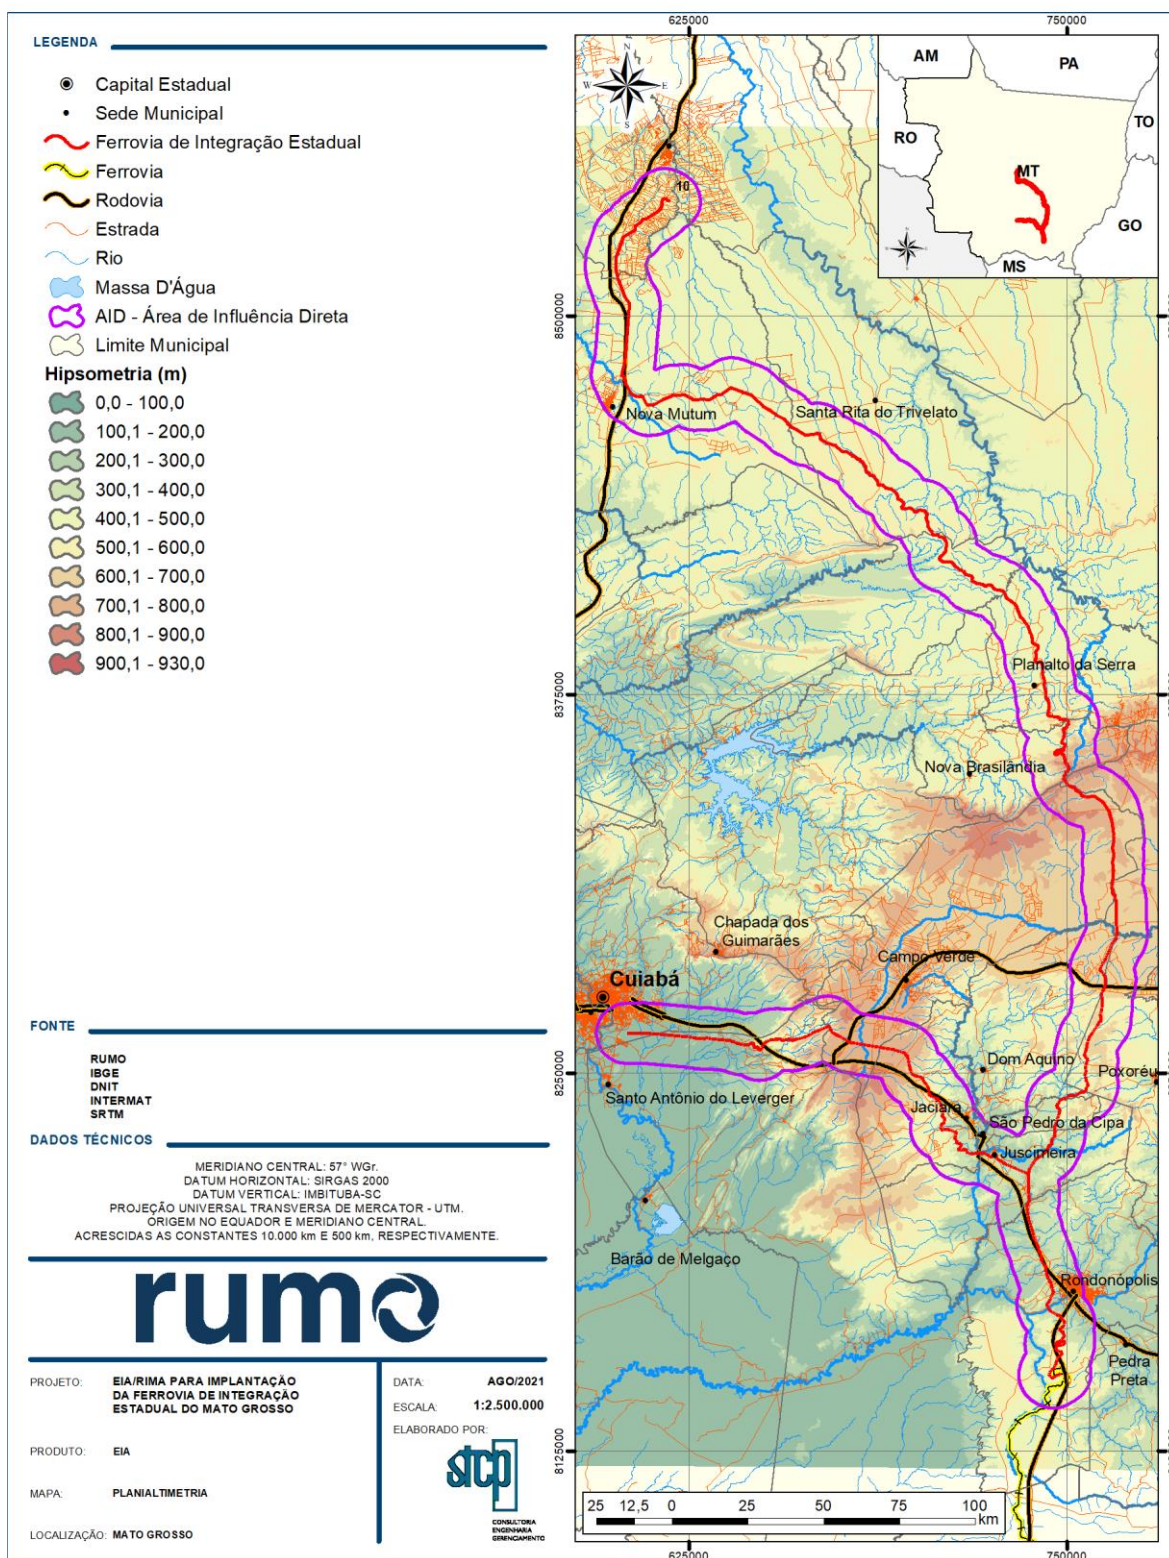 LEGENDA
Capital Estadual
Sede Municipal
Ferrovia de Integração Estadual
Ferrovia
Rodovia
Estrada
Rio
Massa D'Água
AID - Área de Influência Direta
Limite Municipal
Hipsometria (m)
0,0 - 100,0
100,1 - 200,0
200,1 - 300,0
300,1 - 400,0
400,1 - 500,0
500,1 - 600,0
600,1 - 700,0
700,1 - 800,0
800,1 - 900,0
900,1 - 930,0
FONTE
RUMO
IBGE
DNIT
INTERMAT
SRTM
DADOS TÉCNICOS
MERIDIANO CENTRAL: 57° WGr.
DATUM HORIZONTAL: SIRGAS 2000
DATUM VERTICAL: IMBITUBA-SC
PROJEÇÃO UNIVERSAL TRANSVERSA DE MERCATOR - UTM.
ORIGEM NO EQUADOR E MERIDIANO CENTRAL.
ACRESCIDAS AS CONSTANTES 10.000 km E 500 km, RESPECTIVAMENTE.
rumo
PROJETO: EIA/RIMA PARA IMPLANTAÇÃO
DA FERROVIA DE INTEGRAÇÃO
ESTADUAL DO MATO GROSSO
PRODUTO: EIA
MAPA: PLANIALTIMETRIA
LOCALIZAÇÃO: MATO GROSSO
DATA: AGO/2021
ESCALA: 1:2.500.000
ELABORADO POR:
stcp
CONSULTORIA
ENGENHARIA
GERENCIAMENTO
625000 750000
N
W E
S
10
AM
PA
RO
TO
MT
GO
MS
8500000
Nova Mutum
Santa Rita do Trivelato
Planalto da Serra
8375000
Nova Brasilândia
Chapada dos
Guimarães
Campo Verde
Cuiabá
Dom Aquino
8250000
Poxoréu
Santo Antônio do Leverger
Jaciara
São Pedro da Cipa
Juscimeira
Barão de Melgaço
Rondonópolis
Pedra
Preta
8125000
25 12,5 0 25 50 75 100
km
625000 750000